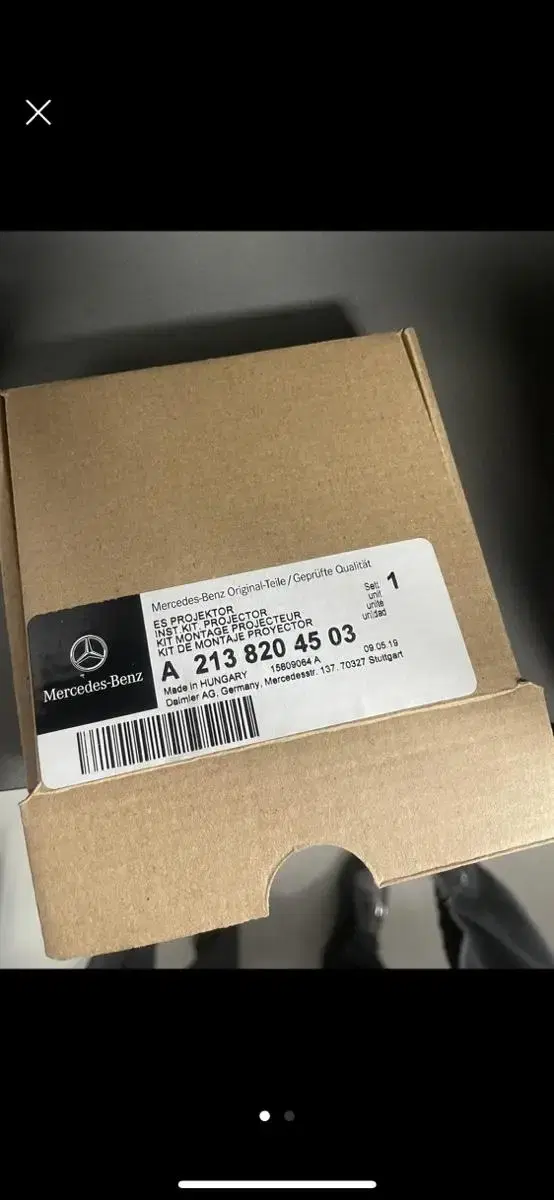 Mercedes-Benz Original-Teile/Geprüfte Qualität
ES PROJEKTOR
INST.KIT, PROJECTOR
KIT MONTAGE PROJECTEUR
KIT DE MONTAJE PROYECTOR
Sett
unit
unité
unidad
1
A 213 820 45 03
Made in HUNGARY 15809064 A 09.05.19
Daimler AG, Germany, Mercedesstr. 137, 70327 Stuttgart
Mercedes-Benz